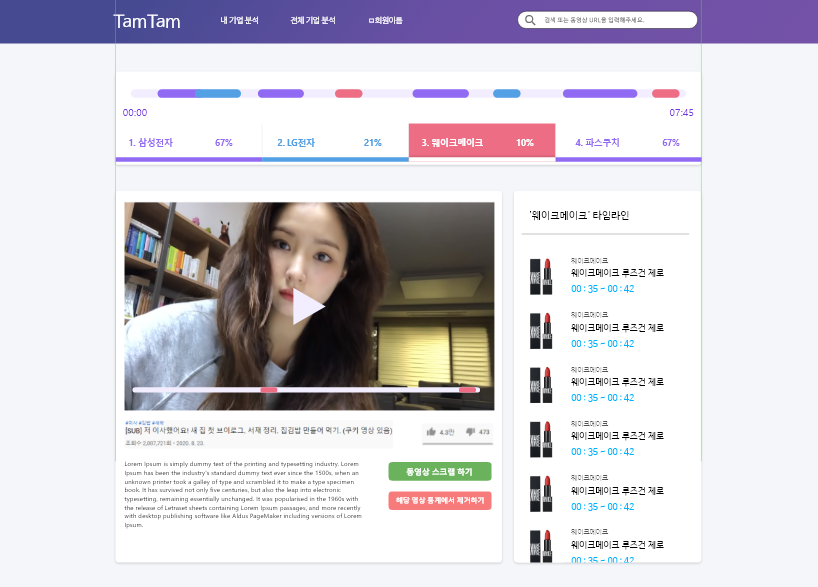 TamTam
내 기업 분석
전체 기업 분석
회원이름
검색 또는 동영상 URL을 입력해주세요.
00:00
07:45
1. 삼성전자 67%
2. LG전자 21%
3. 웨이크메이크 10%
4. 파스쿠치 67%
[SUB] 저 이사했어요! 새 집 첫 브이로그. 서재 정리, 집김밥 만들어 먹기. (쿠키 영상 있음)
조회수 2,087,721회 • 2020. 8. 23.
4.3만
473
Lorem Ipsum is simply dummy text of the printing and typesetting industry. Lorem
Ipsum has been the industry's standard dummy text ever since the 1500s, when an
unknown printer took a galley of type and scrambled it to make a type specimen
book. It has survived not only five centuries, but also the leap into electronic
typesetting, remaining essentially unchanged. It was popularised in the 1960s with
the release of Letraset sheets containing Lorem Ipsum passages, and more recently
with desktop publishing software like Aldus PageMaker including versions of Lorem
Ipsum.
동영상 스크랩 하기
해당 영상 통계에서 제거하기
'웨이크메이크' 타임라인
웨이크메이크
웨이크메이크 루즈건 제로
00 : 35 - 00 : 42
웨이크메이크
웨이크메이크 루즈건 제로
00 : 35 - 00 : 42
웨이크메이크
웨이크메이크 루즈건 제로
00 : 35 - 00 : 42
웨이크메이크
웨이크메이크 루즈건 제로
00 : 35 - 00 : 42
웨이크메이크
웨이크메이크 루즈건 제로
00 : 35 - 00 : 42
웨이크메이크
웨이크메이크 루즈건 제로
00 : 35 - 00 : 42